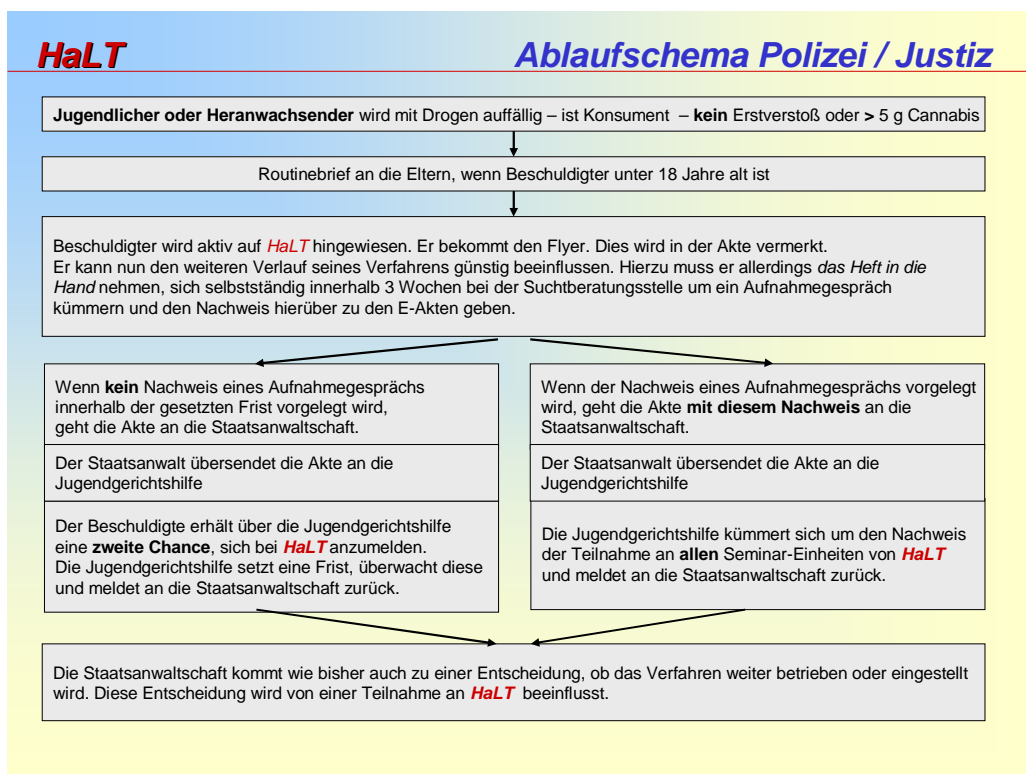 HaLT
Ablaufschema Polizei / Justiz
Jugendlicher oder Heranwachsender wird mit Drogen auffällig – ist Konsument – kein Erstverstoß oder > 5 g Cannabis
Routinebrief an die Eltern, wenn Beschuldigter unter 18 Jahre alt ist
Beschuldigter wird aktiv auf HaLT hingewiesen. Er bekommt den Flyer. Dies wird in der Akte vermerkt.
Er kann nun den weiteren Verlauf seines Verfahrens günstig beeinflussen. Hierzu muss er allerdings das Heft in die
Hand nehmen, sich selbstständig innerhalb 3 Wochen bei der Suchtberatungsstelle um ein Aufnahmegespräch
kümmern und den Nachweis hierüber zu den E-Akten geben.
Wenn kein Nachweis eines Aufnahmegesprächs
innerhalb der gesetzten Frist vorgelegt wird,
geht die Akte an die Staatsanwaltschaft.
Der Staatsanwalt übersendet die Akte an die
Jugendgerichtshilfe
Der Beschuldigte erhält über die Jugendgerichtshilfe
eine zweite Chance, sich bei HaLT anzumelden.
Die Jugendgerichtshilfe setzt eine Frist, überwacht diese
und meldet an die Staatsanwaltschaft zurück.
Wenn der Nachweis eines Aufnahmegesprächs vorgelegt
wird, geht die Akte mit diesem Nachweis an die
Staatsanwaltschaft.
Der Staatsanwalt übersendet die Akte an die
Jugendgerichtshilfe
Die Jugendgerichtshilfe kümmert sich um den Nachweis
der Teilnahme an allen Seminar-Einheiten von HaLT
und meldet an die Staatsanwaltschaft zurück.
Die Staatsanwaltschaft kommt wie bisher auch zu einer Entscheidung, ob das Verfahren weiter betrieben oder eingestellt
wird. Diese Entscheidung wird von einer Teilnahme an HaLT beeinflusst.